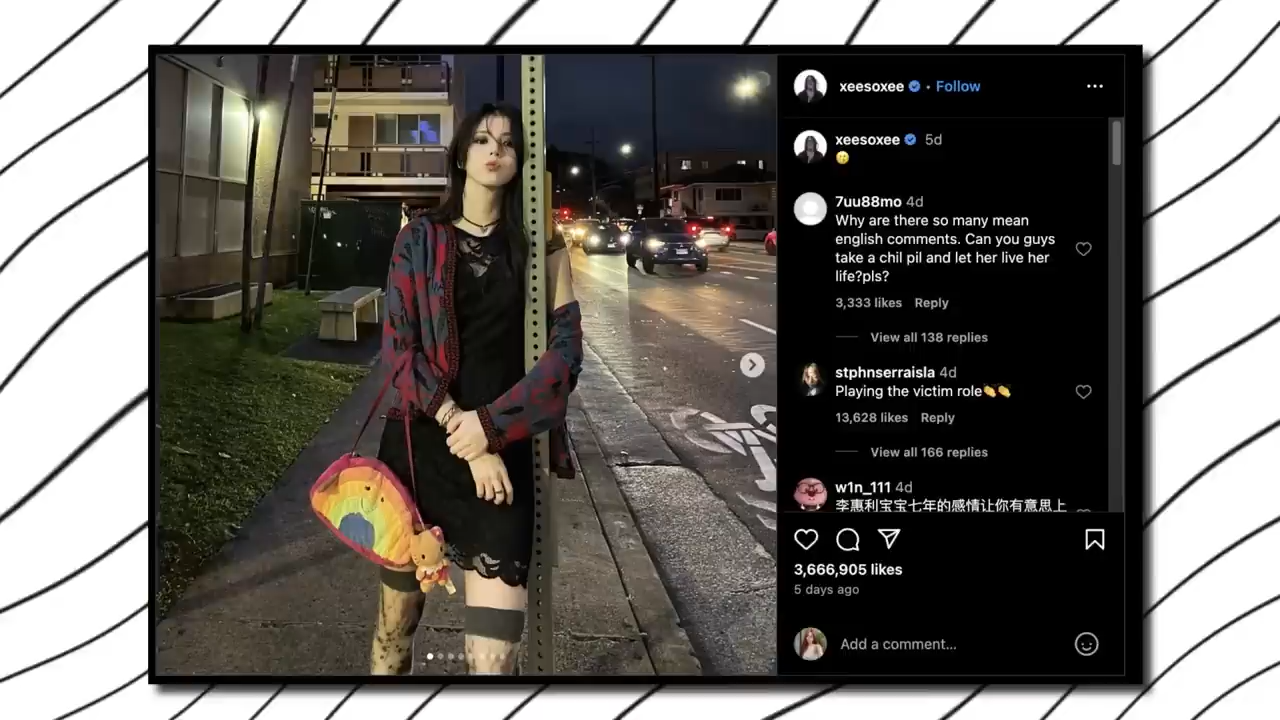 xeesoxee • Follow
xeesoxee 5d
7uu88mo 4d
Why are there so many mean
english comments. Can you guys
take a chil pil and let her live her
life?pls?
3,333 likes Reply
View all 138 replies
stphnserraisla 4d
Playing the victim role👏👏
13,628 likes Reply
View all 166 replies
w1n_111 4d
李惠利宝宝七年的感情让你有意思上
3,666,905 likes
5 days ago
Add a comment...